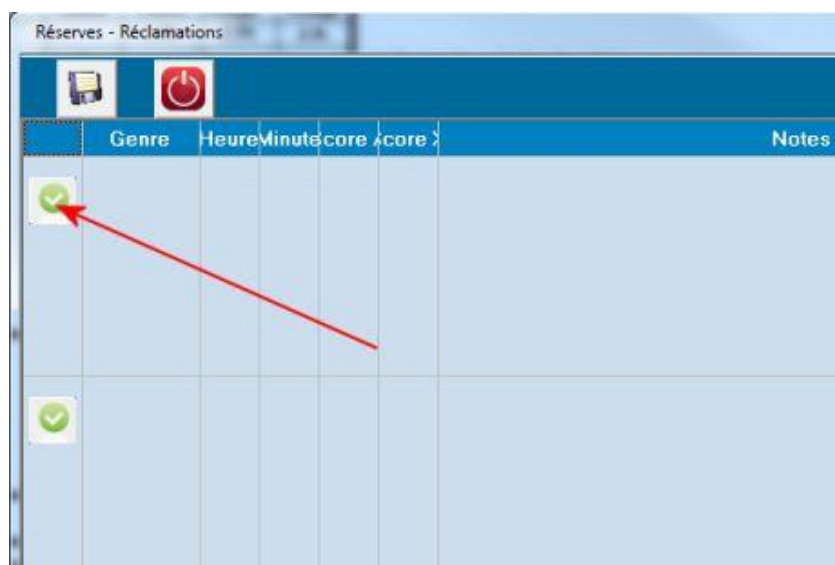 Réserves - Réclamations
Genre Heure Minute core A core X Notes